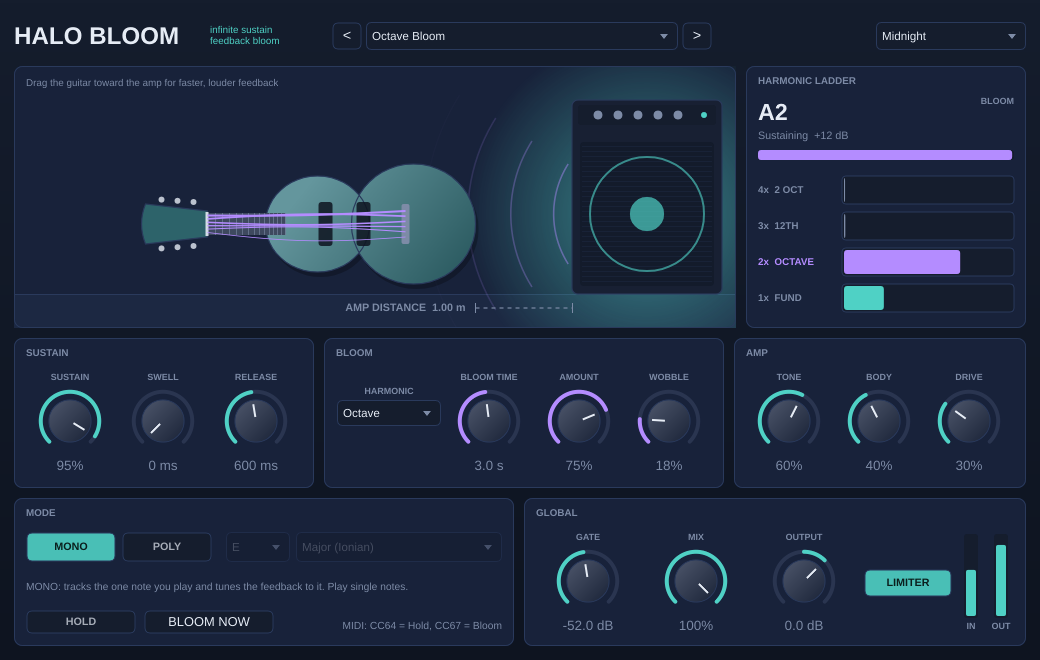 HALO BLOOM
infinite sustain
feedback bloom
<
Octave Bloom
>
Midnight
Drag the guitar toward the amp for faster, louder feedback
AMP DISTANCE 1.00 m
HARMONIC LADDER
A2
BLOOM
Sustaining +12 dB
4x 2 OCT
3x 12TH
2x OCTAVE
1x FUND
SUSTAIN
SUSTAIN SWELL RELEASE
95% 0 ms 600 ms
BLOOM
HARMONIC
Octave
BLOOM TIME AMOUNT WOBBLE
3.0 s 75% 18%
AMP
TONE BODY DRIVE
60% 40% 30%
MODE
MONO POLY E Major (Ionian)
MONO: tracks the one note you play and tunes the feedback to it. Play single notes.
HOLD BLOOM NOW MIDI: CC64 = Hold, CC67 = Bloom
GLOBAL
GATE MIX OUTPUT
-52.0 dB 100% 0.0 dB
LIMITER
IN OUT